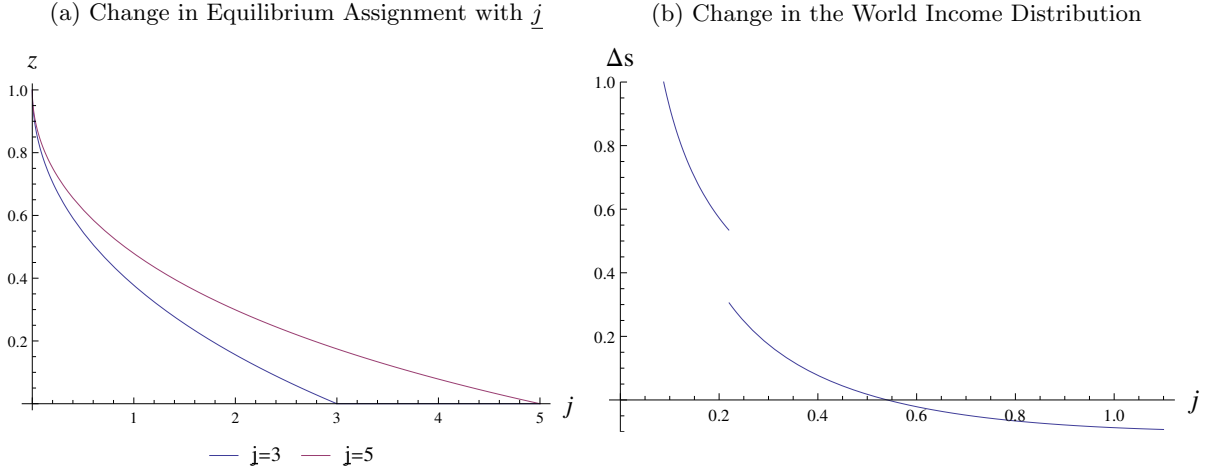 (a) Change in Equilibrium Assignment with j
(b) Change in the World Income Distribution
z
1.0
0.8
0.6
0.4
0.2
1
2
3
4
5
j
j=3
j=5
Δs
1.0
0.8
0.6
0.4
0.2
0.2
0.4
0.6
0.8
1.0
j